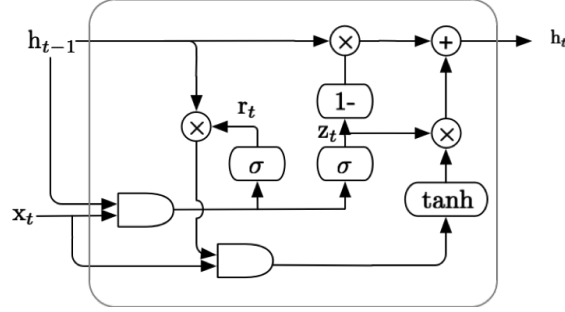 h_{t−1}
×
+
h_t
1-
r_t
×
z_t
×
σ
σ
tanh
x_t